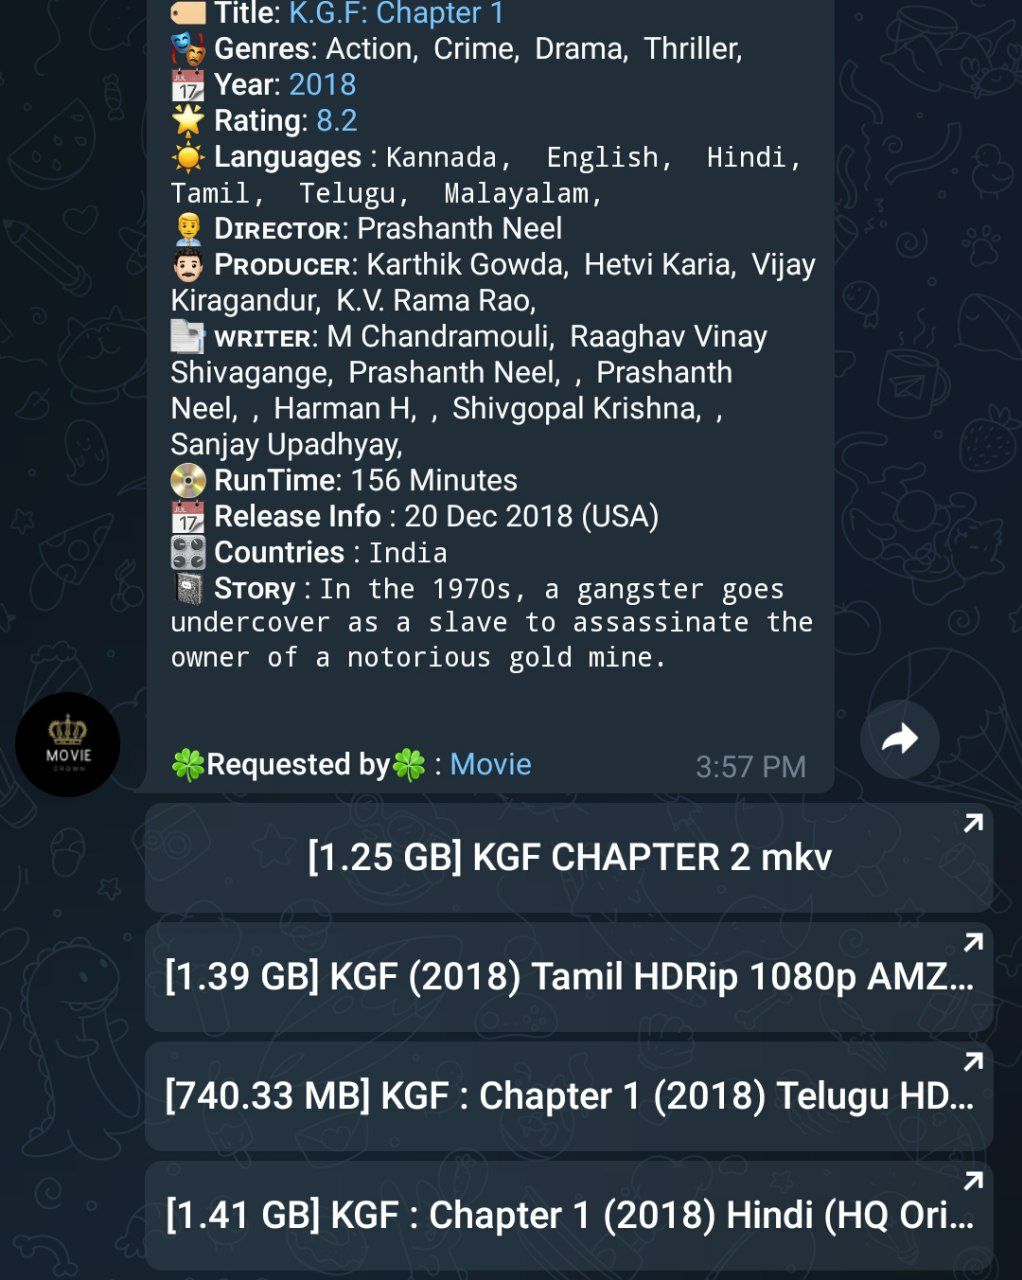 Title: K.G.F: Chapter 1
Genres: Action, Crime, Drama, Thriller,
Year: 2018
Rating: 8.2
Languages : Kannada, English, Hindi,
Tamil, Telugu, Malayalam,
Dɪʀᴇᴄᴛᴏʀ: Prashanth Neel
Pʀᴏᴅᴜᴄᴇʀ: Karthik Gowda, Hetvi Karia, Vijay
Kiragandur, K.V. Rama Rao,
ᴡʀɪᴛᴇʀ: M Chandramouli, Raaghav Vinay
Shivagange, Prashanth Neel, , Prashanth
Neel, , Harman H, , Shivgopal Krishna, ,
Sanjay Upadhyay,
RunTime: 156 Minutes
Release Info : 20 Dec 2018 (USA)
Countries : India
Sᴛᴏʀy : In the 1970s, a gangster goes
undercover as a slave to assassinate the
owner of a notorious gold mine.
MOVIE
CROWN
Requested by : Movie
3:57 PM
[1.25 GB] KGF CHAPTER 2 mkv
[1.39 GB] KGF (2018) Tamil HDRip 1080p AMZ...
[740.33 MB] KGF : Chapter 1 (2018) Telugu HD...
[1.41 GB] KGF : Chapter 1 (2018) Hindi (HQ Ori...